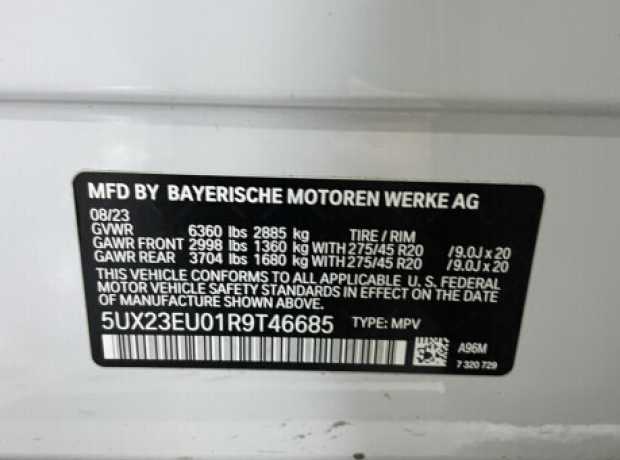 MFD BY BAYERISCHE MOTOREN WERKE AG
08/23
GVWR 6360 lbs 2885 kg TIRE / RIM
GAWR FRONT 2998 lbs 1360 kg WITH 275/45 R20 /9.0J x 20
GAWR REAR 3704 lbs 1680 kg WITH 275/45 R20 /9.0J x 20
THIS VEHICLE CONFORMS TO ALL APPLICABLE U.S. FEDERAL
MOTOR VEHICLE SAFETY STANDARDS IN EFFECT ON THE DATE
OF MANUFACTURE SHOWN ABOVE.
5UX23EU01R9T46685 TYPE: MPV
A96M
7 320 729